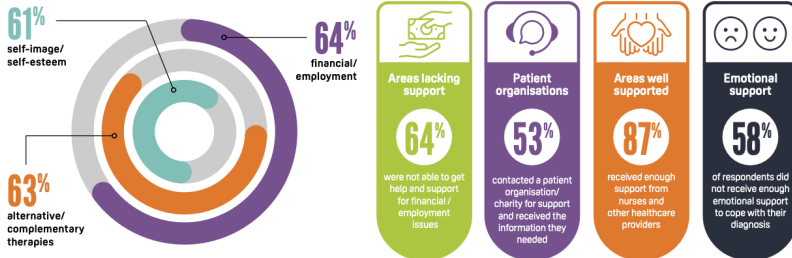 61%
self-image/
self-esteem
64%
financial/
employment
63%
alternative/
complementary
therapies
Areas lacking
support
64%
were not able to get
help and support
for financial /
employment
issues
Patient
organisations
53%
contacted a patient
organisation/
charity for support
and received the
information they
needed
Areas well
supported
87%
received enough
support from
nurses and
other healthcare
providers
Emotional
support
58%
of respondents did
not receive enough
emotional support
to cope with their
diagnosis